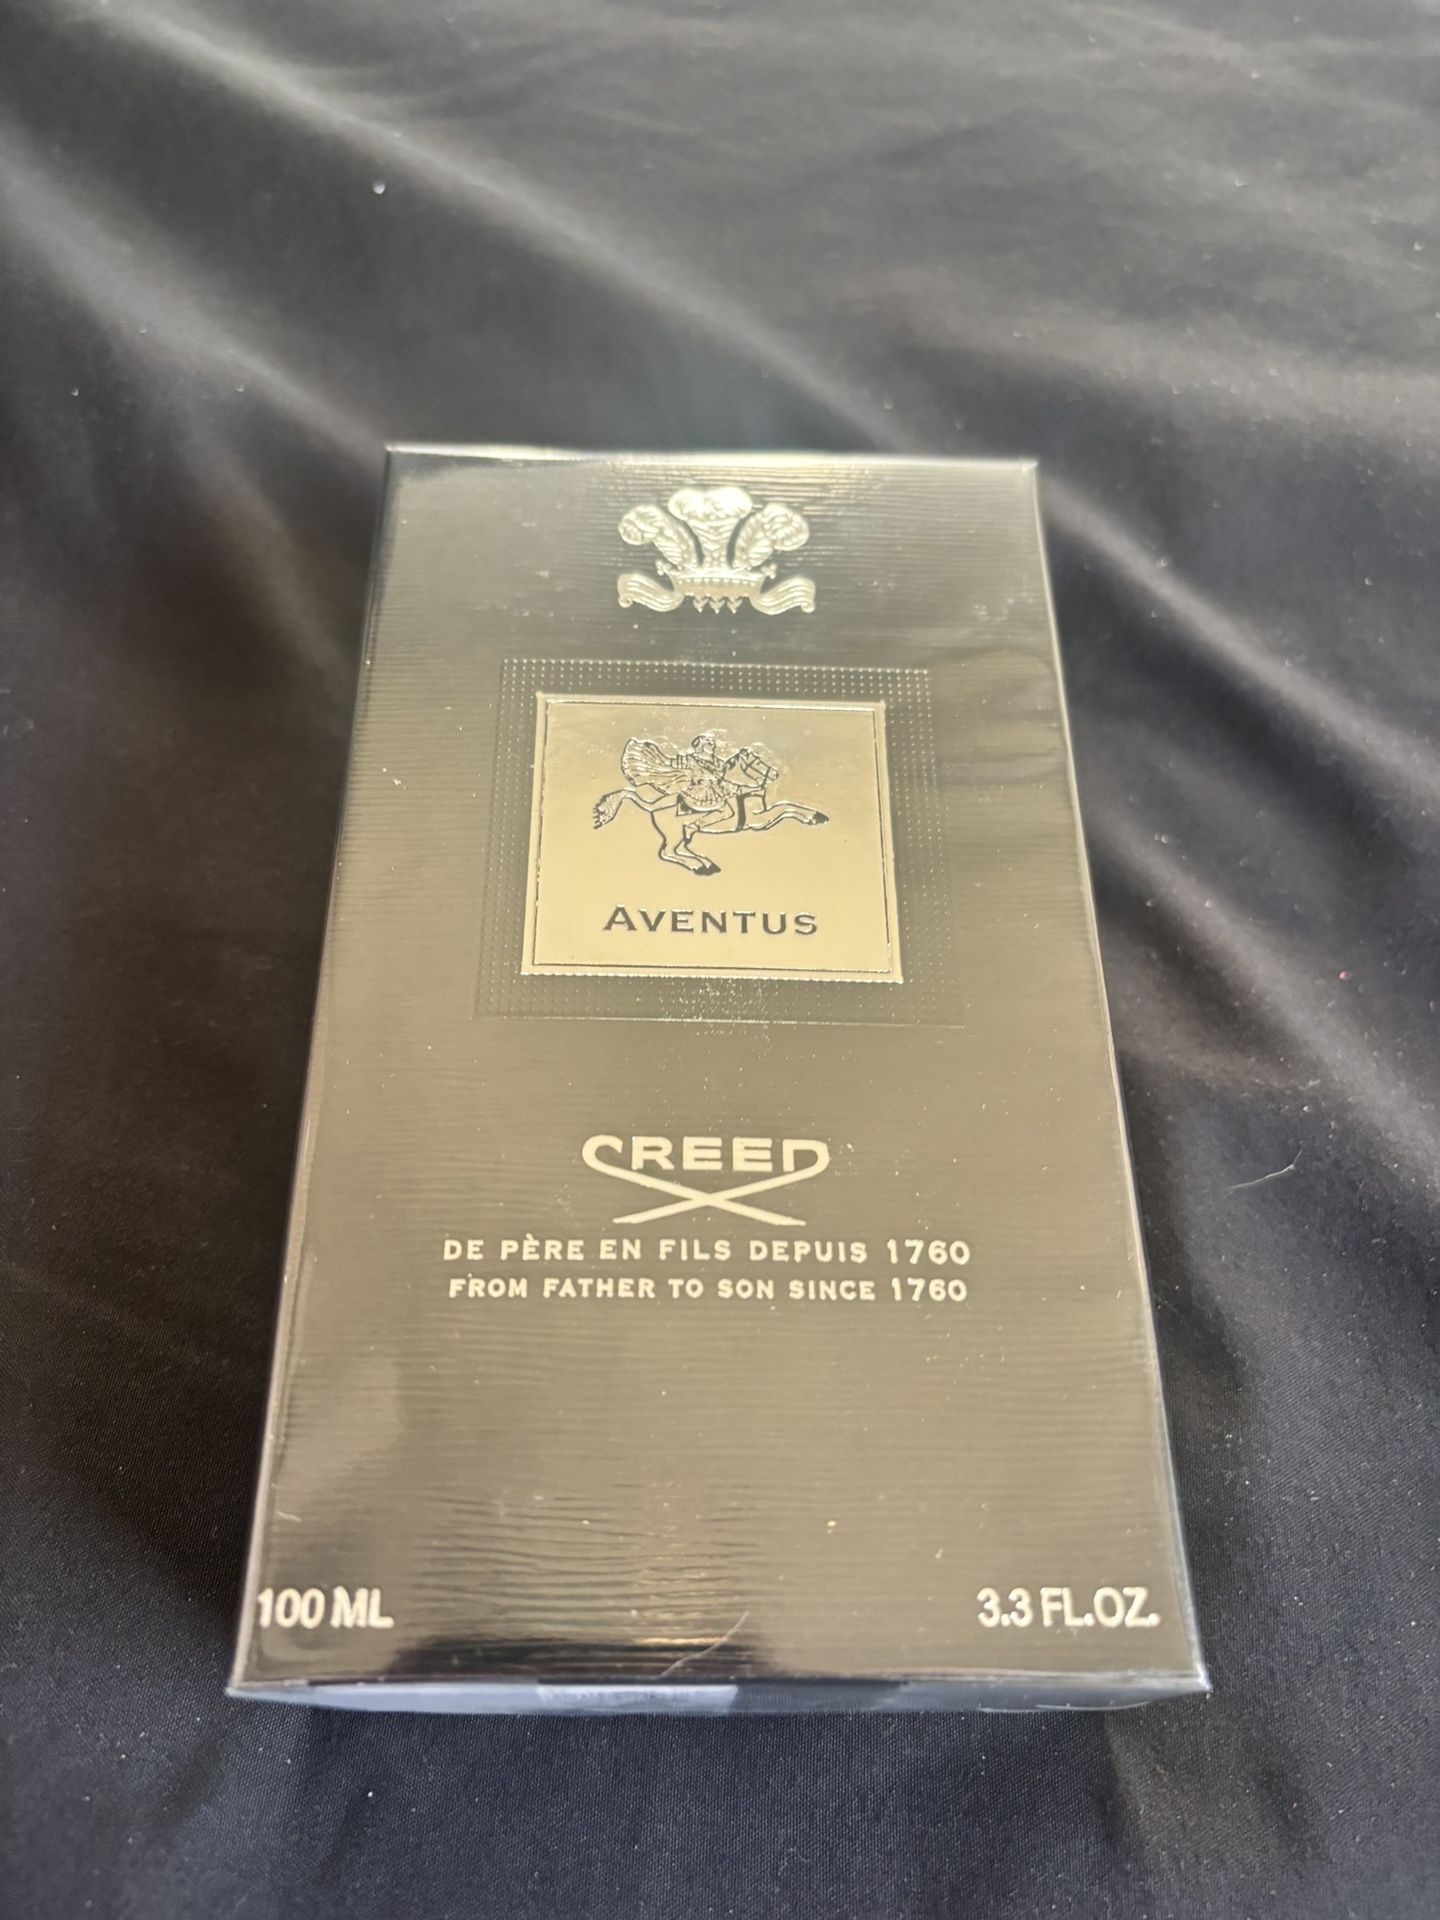 AVENTUS
CREED
DE PÈRE EN FILS DEPUIS 1760
FROM FATHER TO SON SINCE 1760
100 ML
3.3 FL.OZ.